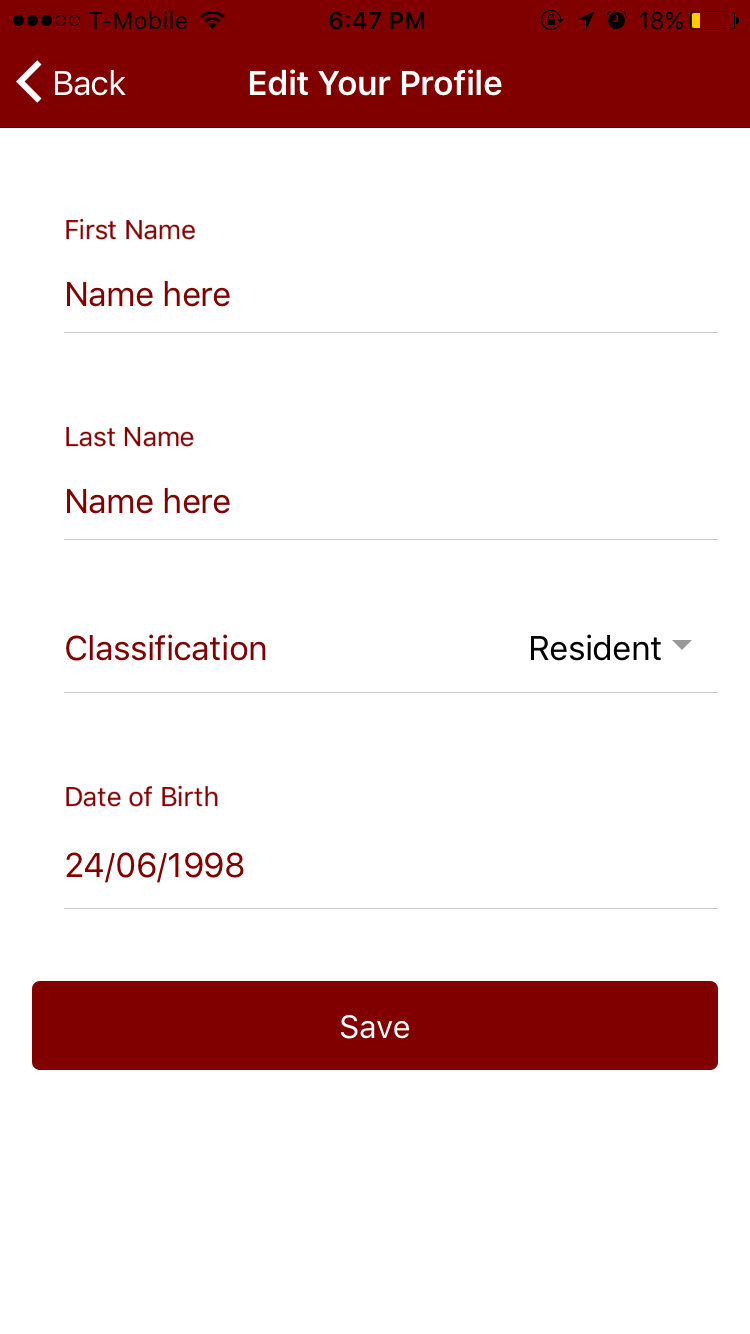 T-Mobile 6:47 PM 18%
Back Edit Your Profile
First Name
Name here
Last Name
Name here
Classification Resident
Date of Birth
24/06/1998
Save